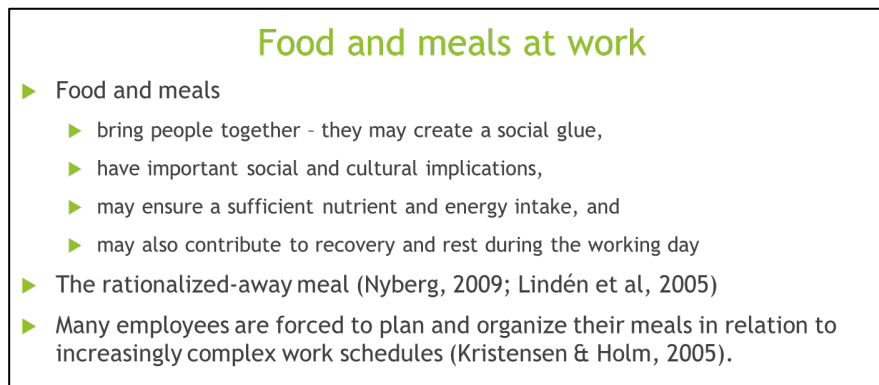 Food and meals at work
Food and meals
bring people together – they may create a social glue,
have important social and cultural implications,
may ensure a sufficient nutrient and energy intake, and
may also contribute to recovery and rest during the working day
The rationalized-away meal (Nyberg, 2009; Lindén et al, 2005)
Many employees are forced to plan and organize their meals in relation to
increasingly complex work schedules (Kristensen & Holm, 2005).